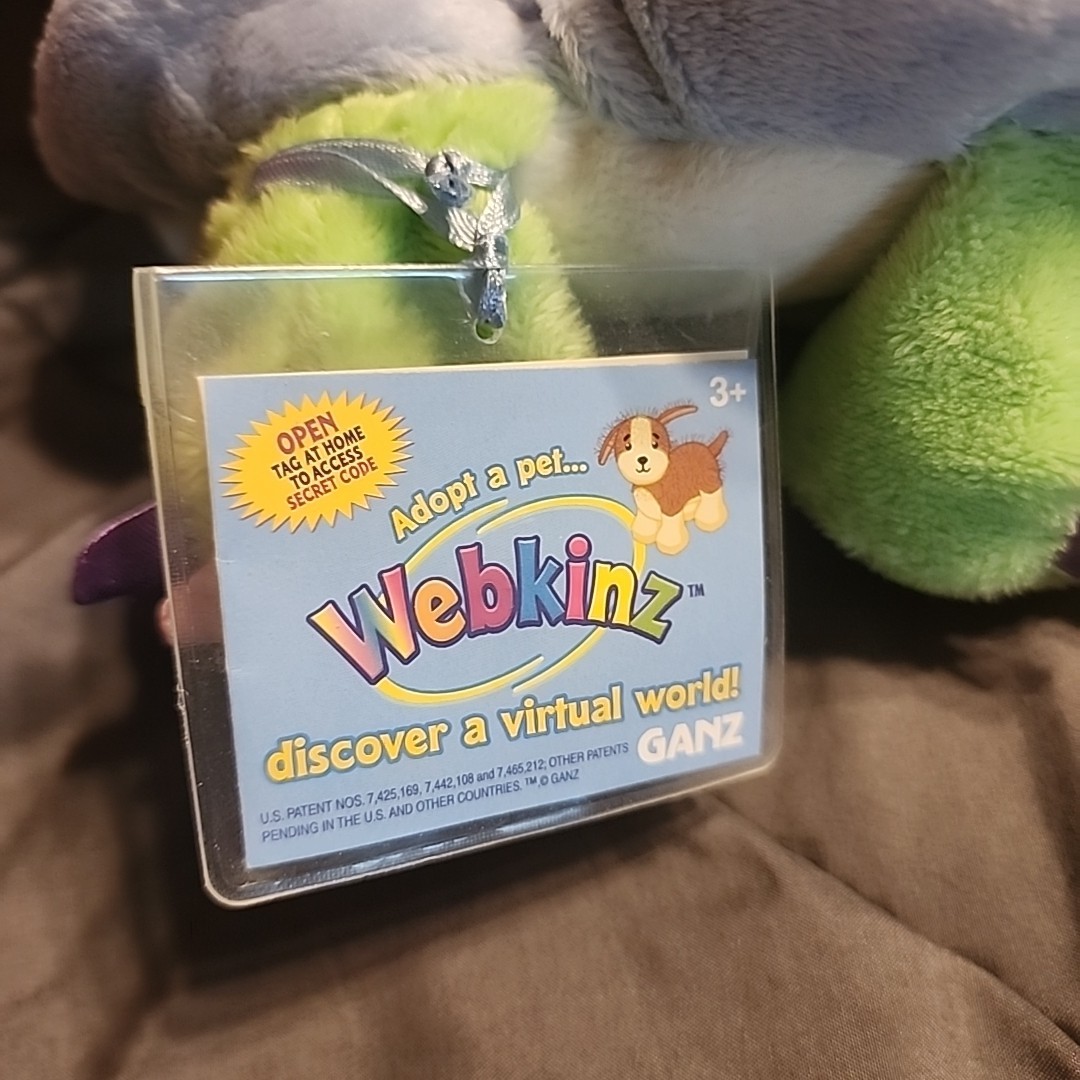 OPEN
TAG AT HOME
TO ACCESS
SECRET CODE
3+
Adopt a pet...
Webkinz™
discover a virtual world!
GANZ
U.S. PATENT NOS. 7,425,169, 7,442,108 and 7,465,212; OTHER PATENTS
PENDING IN THE U.S. AND OTHER COUNTRIES. ™, © GANZ